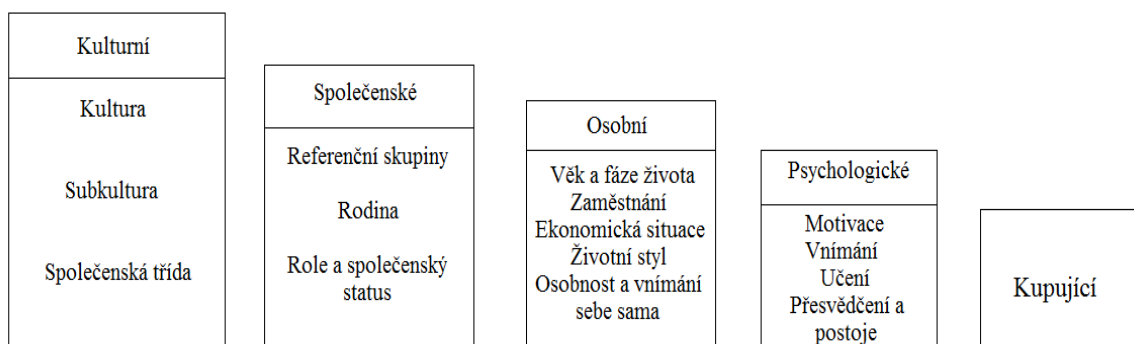 Kulturní
Kultura
Subkultura
Společenská třída
Společenské
Referenční skupiny
Rodina
Role a společenský
status
Osobní
Věk a fáze života
Zaměstnání
Ekonomická situace
Životní styl
Osobnost a vnímání
sebe sama
Psychologické
Motivace
Vnímání
Učení
Přesvědčení a
postoje
Kupující